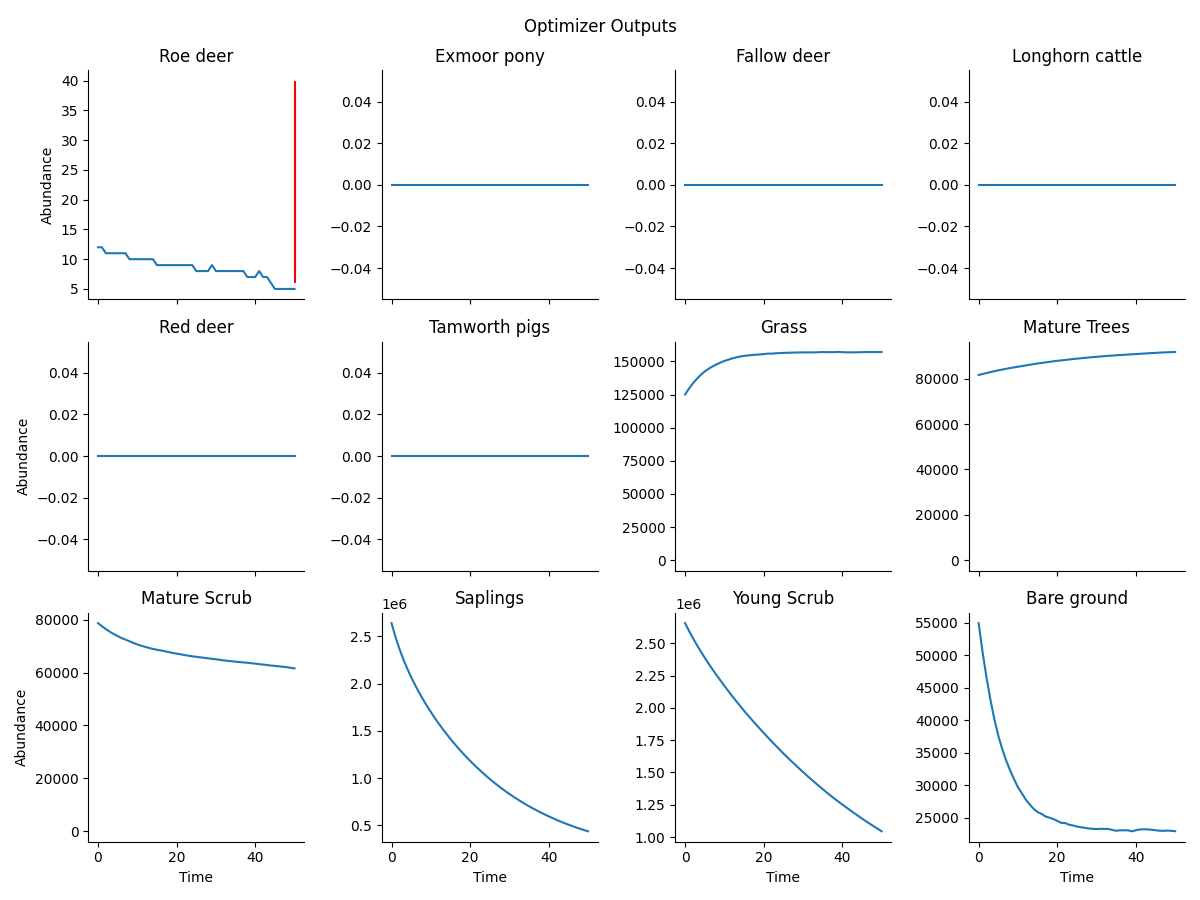 Optimizer Outputs
Roe deer
Exmoor pony
Fallow deer
Longhorn cattle
Abundance
40
35
30
25
20
15
10
5
0.04
0.02
0.00
−0.02
−0.04
0.04
0.02
0.00
−0.02
−0.04
0.04
0.02
0.00
−0.02
−0.04
Red deer
Tamworth pigs
Grass
Mature Trees
Abundance
0.04
0.02
0.00
−0.02
−0.04
0.04
0.02
0.00
−0.02
−0.04
150000
125000
100000
75000
50000
25000
0
80000
60000
40000
20000
0
Mature Scrub
Saplings
Young Scrub
Bare ground
Abundance
80000
60000
40000
20000
0
0 20 40
Time
1e6
2.5
2.0
1.5
1.0
0.5
0 20 40
Time
1e6
2.50
2.25
2.00
1.75
1.50
1.25
1.00
0 20 40
Time
55000
50000
45000
40000
35000
30000
25000
0 20 40
Time